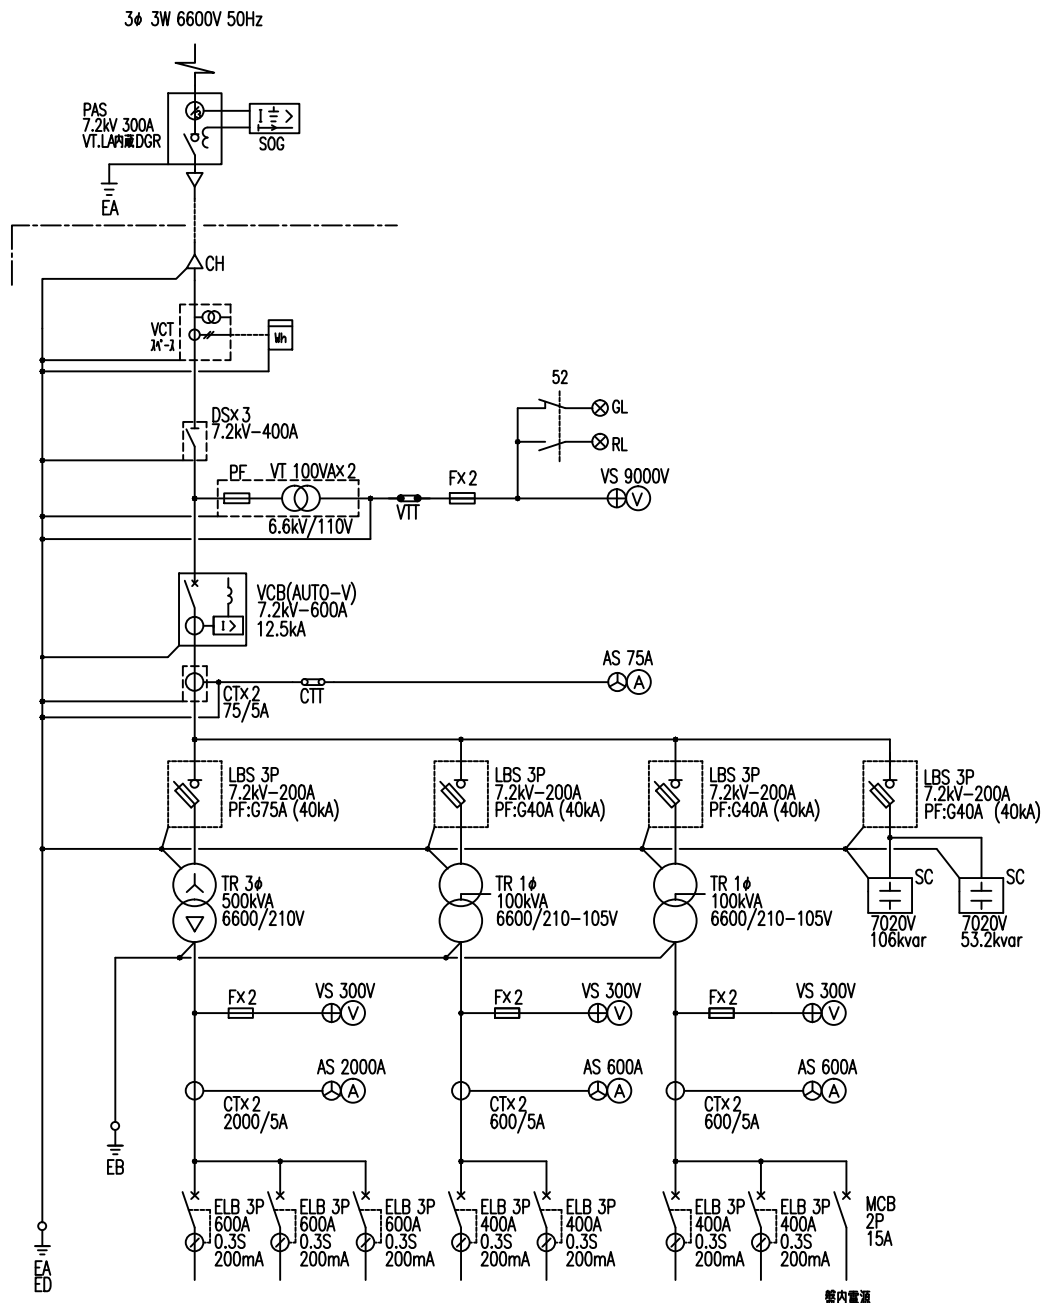 3φ 3W 6600V 50Hz
PAS
7.2kV 300A
VT.LA内蔵DGR
I ⏚ >
SOG
EA
CH
VCT
スペース
Wh
DS×3
7.2kV-400A
52
GL
RL
PF
VT 100VA×2
6.6kV/110V
VTT
F×2
VS 9000V
V
VCB(AUTO-V)
7.2kV-600A
12.5kA
I >
CT×2
75/5A
CTT
AS 75A
A
LBS 3P
7.2kV-200A
PF:G75A (40kA)
LBS 3P
7.2kV-200A
PF:G40A (40kA)
LBS 3P
7.2kV-200A
PF:G40A (40kA)
LBS 3P
7.2kV-200A
PF:G40A (40kA)
TR 3φ
500kVA
6600/210V
TR 1φ
100kVA
6600/210-105V
TR 1φ
100kVA
6600/210-105V
SC
7020V
106kvar
SC
7020V
53.2kvar
F×2
VS 300V
V
F×2
VS 300V
V
F×2
VS 300V
V
CT×2
2000/5A
AS 2000A
A
CT×2
600/5A
AS 600A
A
CT×2
600/5A
AS 600A
A
EB
ELB 3P
600A
0.3S
200mA
ELB 3P
600A
0.3S
200mA
ELB 3P
600A
0.3S
200mA
ELB 3P
400A
0.3S
200mA
ELB 3P
400A
0.3S
200mA
ELB 3P
400A
0.3S
200mA
ELB 3P
400A
0.3S
200mA
MCB
2P
15A
EA
ED
盤内電源